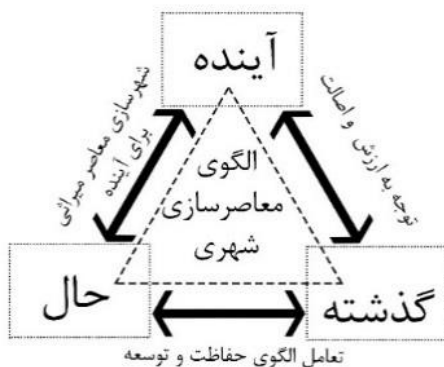 آینده
توجه به ارزش و اصالت
شهرسازی معاصر میراثی
برای آینده
الگوی
معاصرسازی
شهری
گذشته
حال
تعامل الگوی حفاظت و توسعه